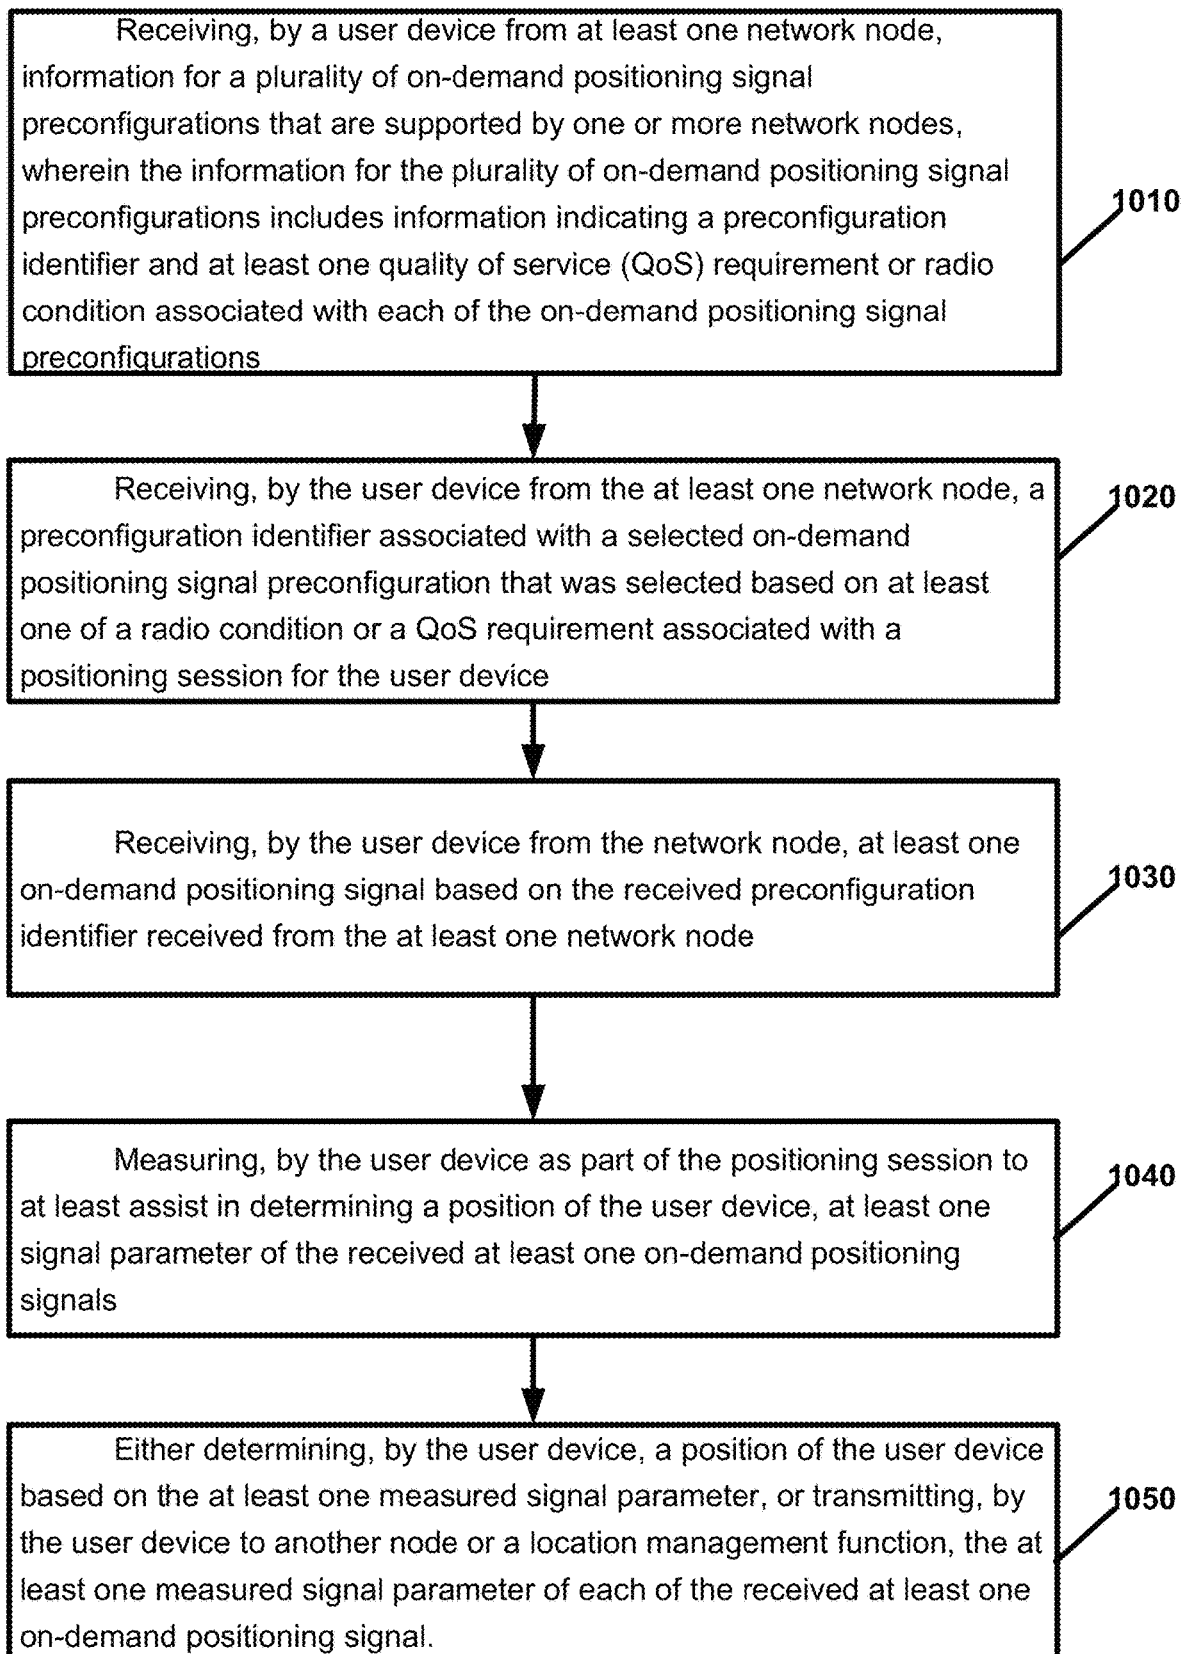 Receiving, by a user device from at least one network node,
information for a plurality of on-demand positioning signal
preconfigurations that are supported by one or more network nodes,
wherein the information for the plurality of on-demand positioning signal
preconfigurations includes information indicating a preconfiguration
identifier and at least one quality of service (QoS) requirement or radio
condition associated with each of the on-demand positioning signal
preconfigurations
1010
Receiving, by the user device from the at least one network node, a
preconfiguration identifier associated with a selected on-demand
positioning signal preconfiguration that was selected based on at least
one of a radio condition or a QoS requirement associated with a
positioning session for the user device
1020
Receiving, by the user device from the network node, at least one
on-demand positioning signal based on the received preconfiguration
identifier received from the at least one network node
1030
Measuring, by the user device as part of the positioning session to
at least assist in determining a position of the user device, at least one
signal parameter of the received at least one on-demand positioning
signals
1040
Either determining, by the user device, a position of the user device
based on the at least one measured signal parameter, or transmitting, by
the user device to another node or a location management function, the at
least one measured signal parameter of each of the received at least one
on-demand positioning signal.
1050